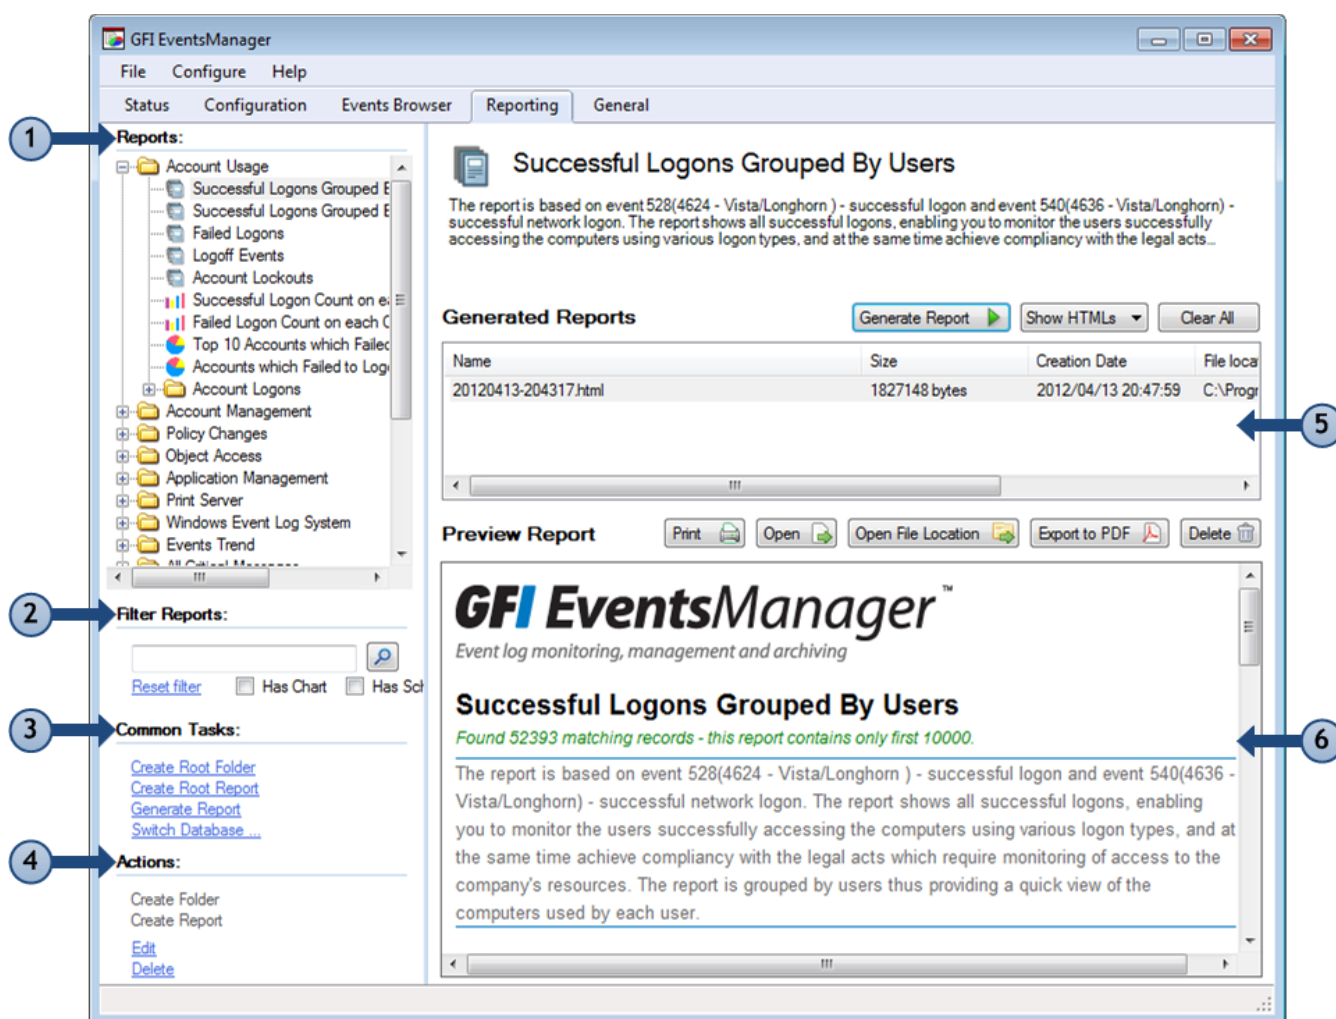 GFI EventsManager
File Configure Help
Status Configuration Events Browser Reporting General
1
Reports:
Account Usage
Successful Logons Grouped
Successful Logons Grouped
Failed Logons
Logoff Events
Account Lockouts
Successful Logon Count on
Failed Logon Count on each
Top 10 Accounts which Failed
Accounts which Failed to
Account Logons
Account Management
Policy Changes
Object Access
Application Management
Print Server
Windows Event Log System
Events Trend
2
Filter Reports:
Reset filter Has Chart Has
3
Common Tasks:
Create Root Folder
Create Root Report
Generate Report
Switch Database ...
4
Actions:
Create Folder
Create Report
Edit
Delete
Successful Logons Grouped By Users
The report is based on event 528(4624 - Vista/Longhorn ) - successful logon and event 540(4636 - Vista/Longhorn) -
successful network logon. The report shows all successful logons, enabling you to monitor the users successfully
accessing the computers using various logon types, and at the same time achieve compliancy with the legal acts...
Generated Reports Generate Report Show HTMLs Clear All
Name Size Creation Date File
20120413-204317.html 1827148 bytes 2012/04/13 20:47:59 C:\Progr
5
Preview Report Print Open Open File Location Export to PDF Delete
GFI EventsManager™
Event log monitoring, management and archiving
Successful Logons Grouped By Users
Found 52393 matching records - this report contains only first 10000.
6
The report is based on event 528(4624 - Vista/Longhorn ) - successful logon and event 540(4636 -
Vista/Longhorn) - successful network logon. The report shows all successful logons, enabling
you to monitor the users successfully accessing the computers using various logon types, and at
the same time achieve compliancy with the legal acts which require monitoring of access to the
company's resources. The report is grouped by users thus providing a quick view of the
computers used by each user.